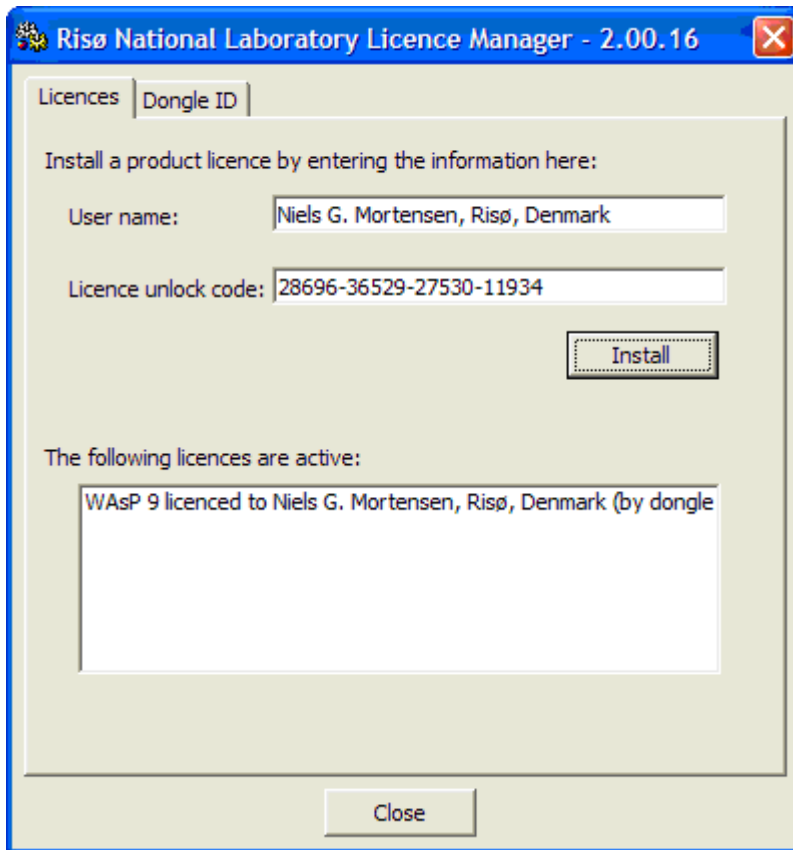 Risø National Laboratory Licence Manager - 2.00.16
Licences Dongle ID
Install a product licence by entering the information here:
User name: Niels G. Mortensen, Risø, Denmark
Licence unlock code: 28696-36529-27530-11934
Install
The following licences are active:
WAsP 9 licenced to Niels G. Mortensen, Risø, Denmark (by dongle
Close